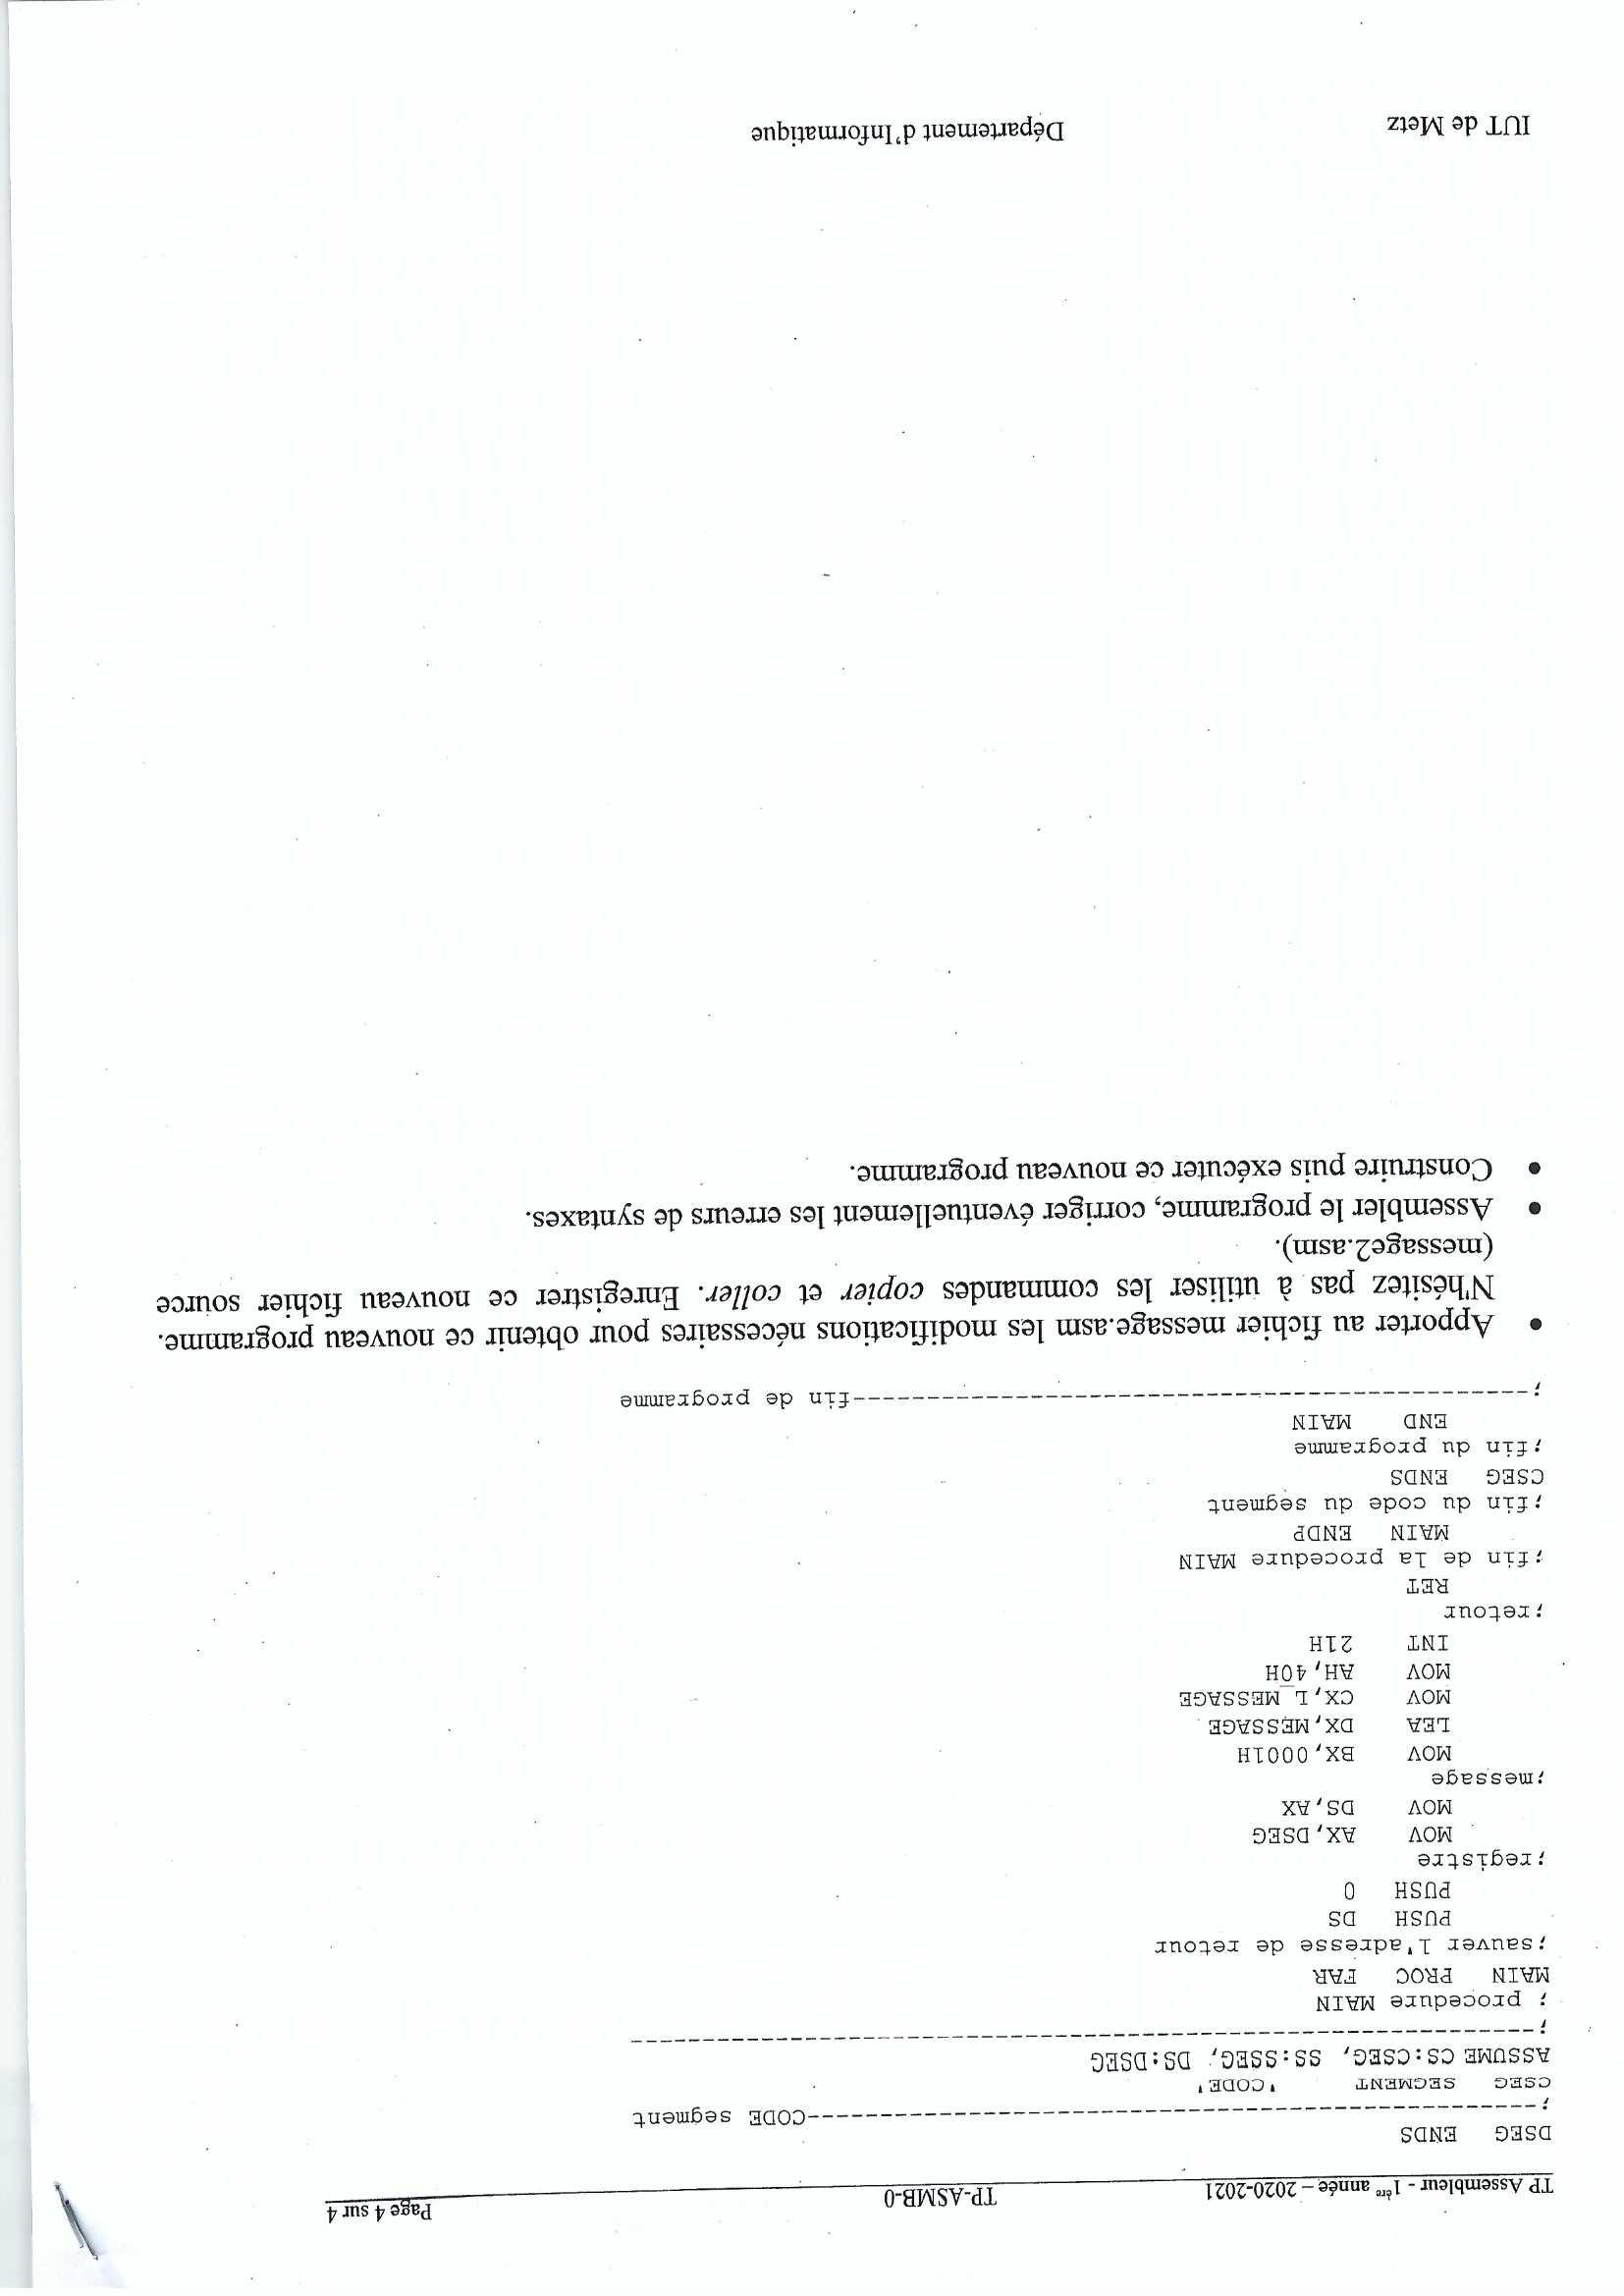 TP Assembleur - 1ère année – 2020-2021 TP-ASMB-0 Page 4 sur 4
DSEG ENDS
;-----------------------------------------------CODE segment
CSEG SEGMENT 'CODE'
ASSUME CS:CSEG, SS:SSEG, DS:DSEG
;-----------------------------------------------------------
; procedure MAIN
MAIN PROC FAR
;sauver l'adresse de retour
PUSH DS
PUSH 0
;registre
MOV AX,DSEG
MOV DS,AX
;message
MOV BX,0001H
LEA DX,MESSAGE
MOV CX,L_MESSAGE
MOV AH,40H
INT 21H
;retour
RET
;fin de la procedure MAIN
MAIN ENDP
;fin du code du segment
CSEG ENDS
;fin du programme
END MAIN
;-----------------------------------------------fin de programme
• Apporter au fichier message.asm les modifications nécessaires pour obtenir ce nouveau programme.
N'hésitez pas à utiliser les commandes copier et coller. Enregistrer ce nouveau fichier source
(message2.asm).
• Assembler le programme, corriger éventuellement les erreurs de syntaxes.
• Construire puis exécuter ce nouveau programme.
IUT de Metz Département d'Informatique